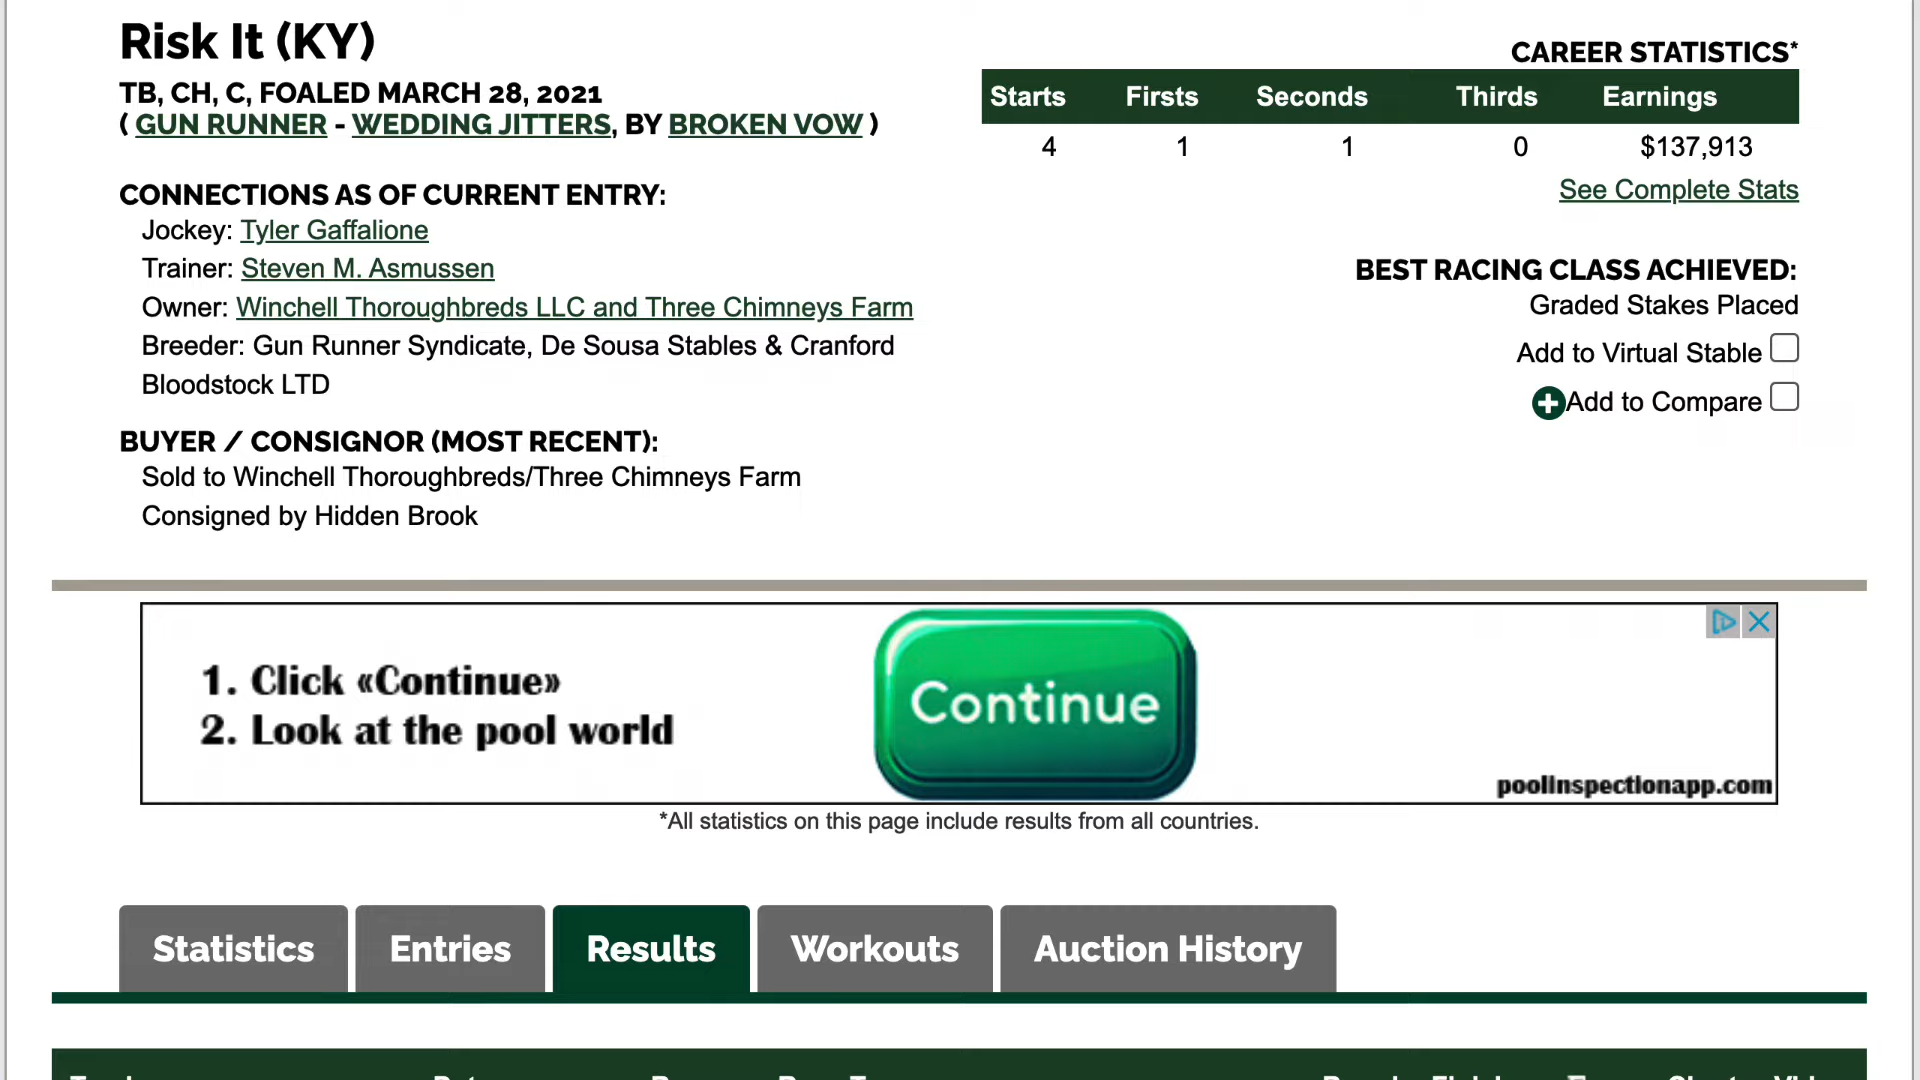 Risk It (KY)
TB, CH, C, FOALED MARCH 28, 2021
( GUN RUNNER - WEDDING JITTERS, BY BROKEN VOW )
CONNECTIONS AS OF CURRENT ENTRY:
Jockey: Tyler Gaffalione
Trainer: Steven M. Asmussen
Owner: Winchell Thoroughbreds LLC and Three Chimneys Farm
Breeder: Gun Runner Syndicate, De Sousa Stables & Cranford
Bloodstock LTD
BUYER / CONSIGNOR (MOST RECENT):
Sold to Winchell Thoroughbreds/Three Chimneys Farm
Consigned by Hidden Brook
CAREER STATISTICS*
Starts Firsts Seconds Thirds Earnings
4 1 1 0 $137,913
See Complete Stats
BEST RACING CLASS ACHIEVED:
Graded Stakes Placed
Add to Virtual Stable
Add to Compare
1. Click «Continue»
2. Look at the pool world
Continue
poolinspectionapp.com
*All statistics on this page include results from all countries.
Statistics Entries Results Workouts Auction History